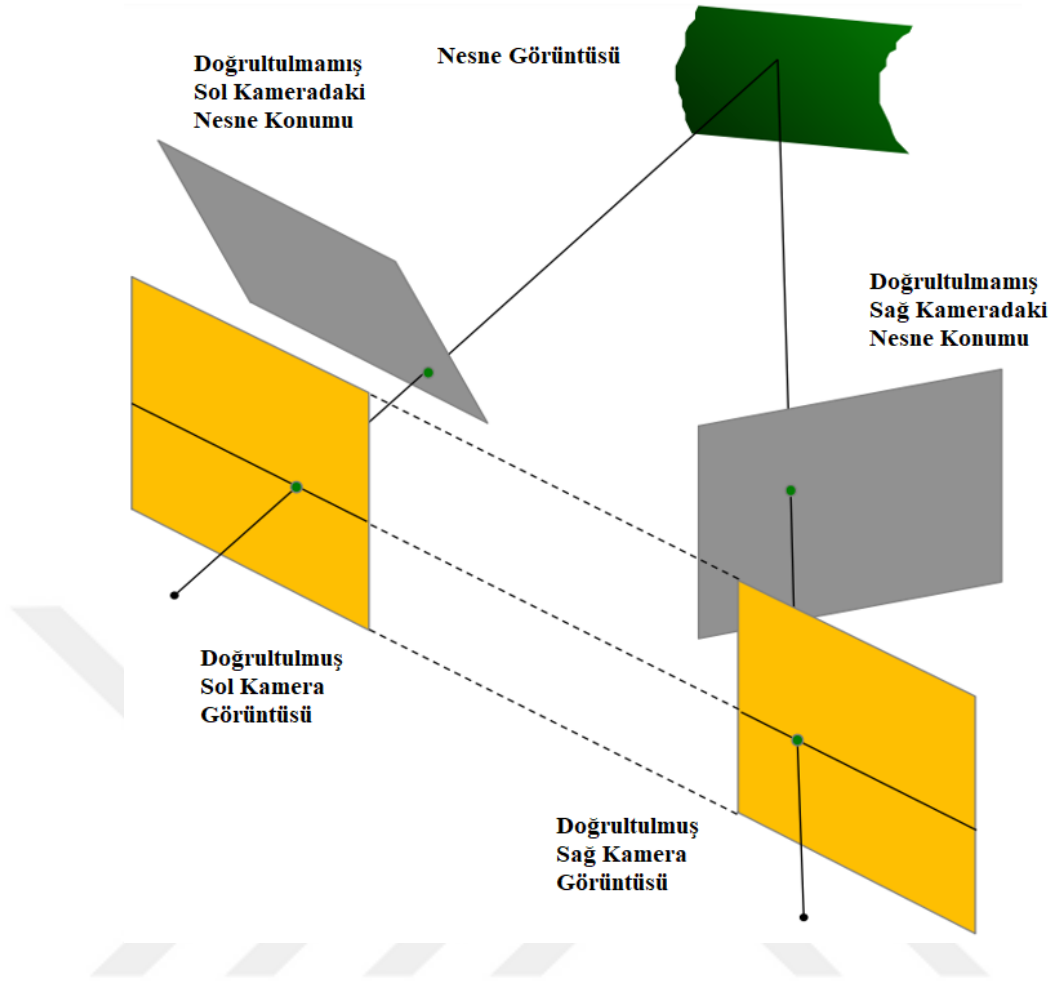 Doğrultulmamış
Sol Kameradaki
Nesne Konumu
Nesne Görüntüsü
Doğrultulmamış
Sağ Kameradaki
Nesne Konumu
Doğrultulmuş
Sol Kamera
Görüntüsü
Doğrultulmuş
Sağ Kamera
Görüntüsü